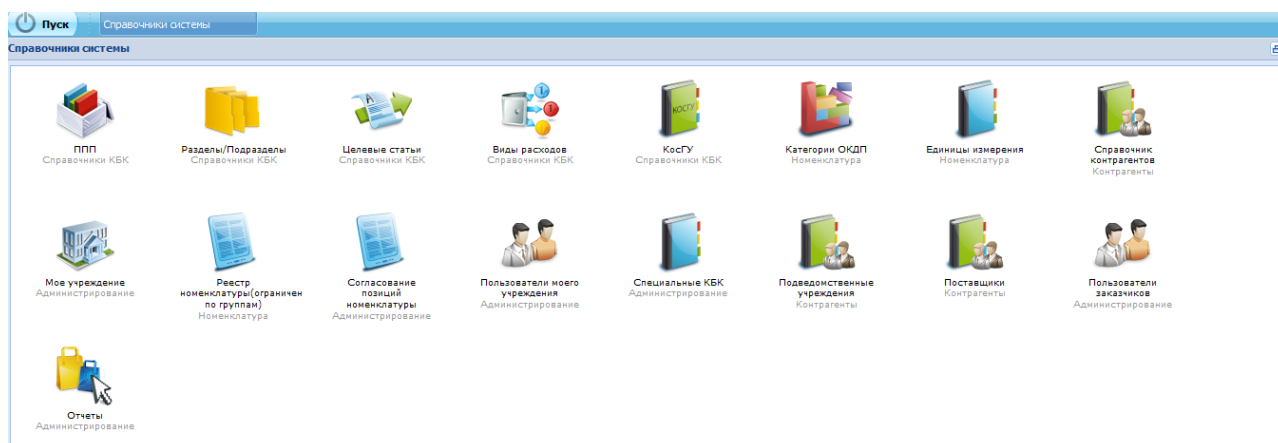 Пуск
Справочники системы
Справочники системы
ППП
Справочники КБК
Разделы/Подразделы
Справочники КБК
A
Целевые статьи
Справочники КБК
Виды расходов
Справочники КБК
КОСГУ
КосГУ
Справочники КБК
Категории ОКДП
Номенклатура
Единицы измерения
Номенклатура
Справочник
контрагентов
Контрагенты
Мое учреждение
Администрирование
Реестр
номенклатуры(ограничен
по группам)
Номенклатура
Согласование
позиций
номенклатуры
Администрирование
Пользователи моего
учреждения
Администрирование
Специальные КБК
Администрирование
Подведомственные
учреждения
Контрагенты
Поставщики
Контрагенты
Пользователи
заказчиков
Администрирование
Отчеты
Администрирование